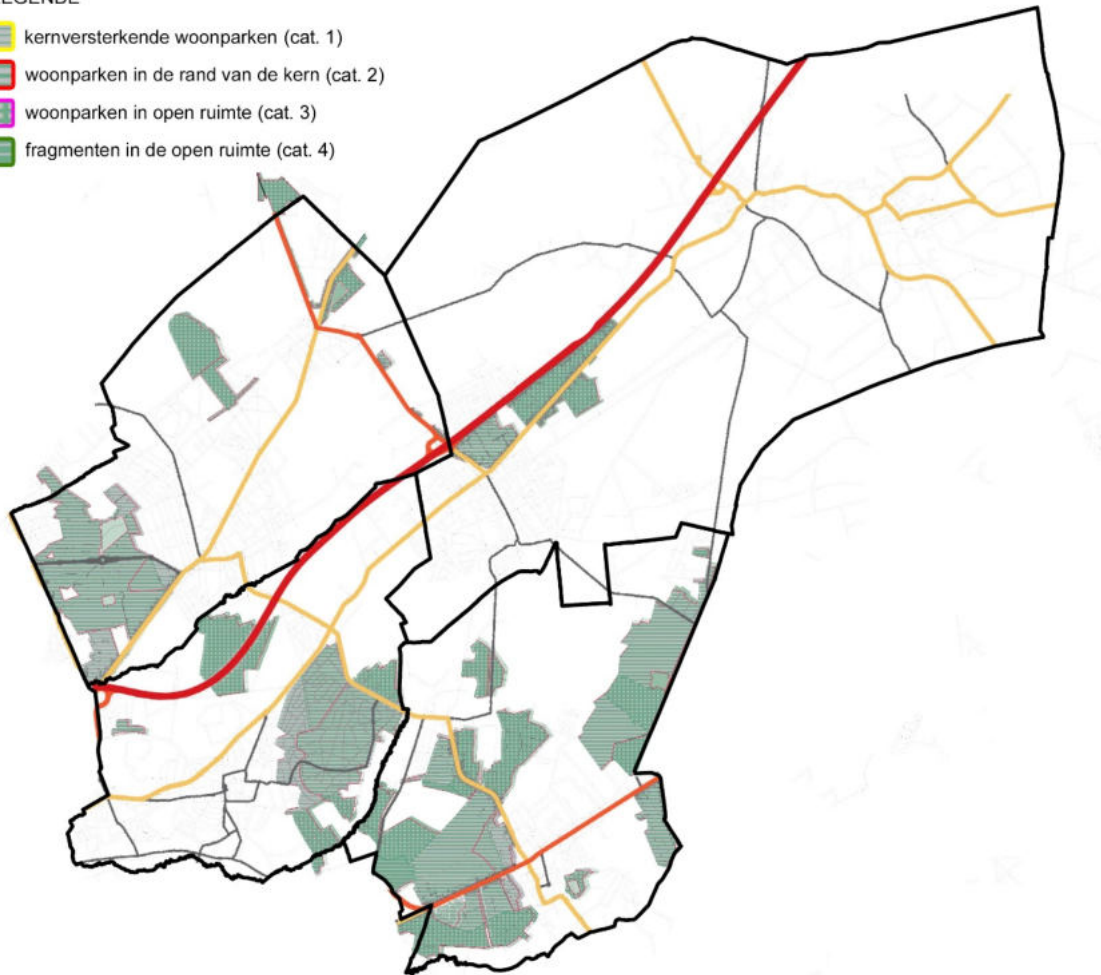 kernversterkende woonparken (cat. 1)
woonparken in de rand van de kern (cat. 2)
woonparken in open ruimte (cat. 3)
fragmenten in de open ruimte (cat. 4)